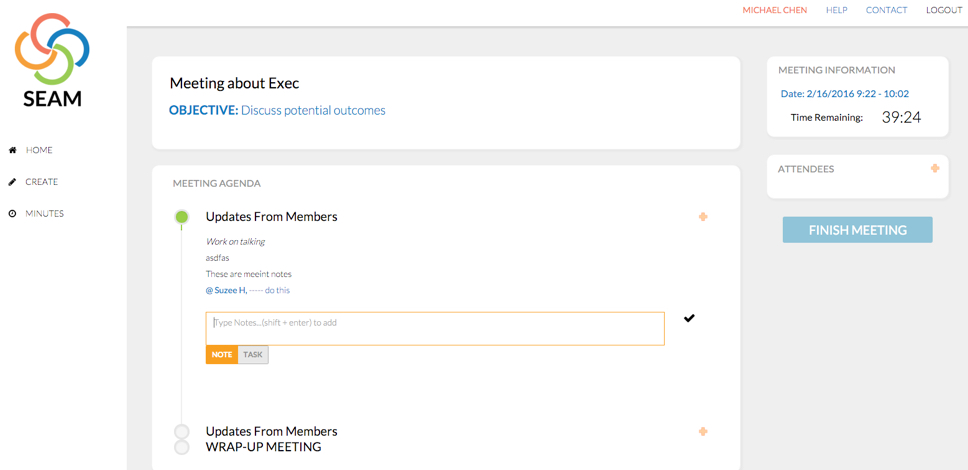 MICHAEL CHEN HELP CONTACT LOGOUT
SEAM
HOME
CREATE
MINUTES
Meeting about Exec
OBJECTIVE: Discuss potential outcomes
MEETING AGENDA
Updates From Members
Work on talking
asdfas
These are meeint notes
@ Suzee H, ----- do this
Type Notes...(shift + enter) to add
NOTE TASK
Updates From Members
WRAP-UP MEETING
MEETING INFORMATION
Date: 2/16/2016 9:22 - 10:02
Time Remaining: 39:24
ATTENDEES
FINISH MEETING